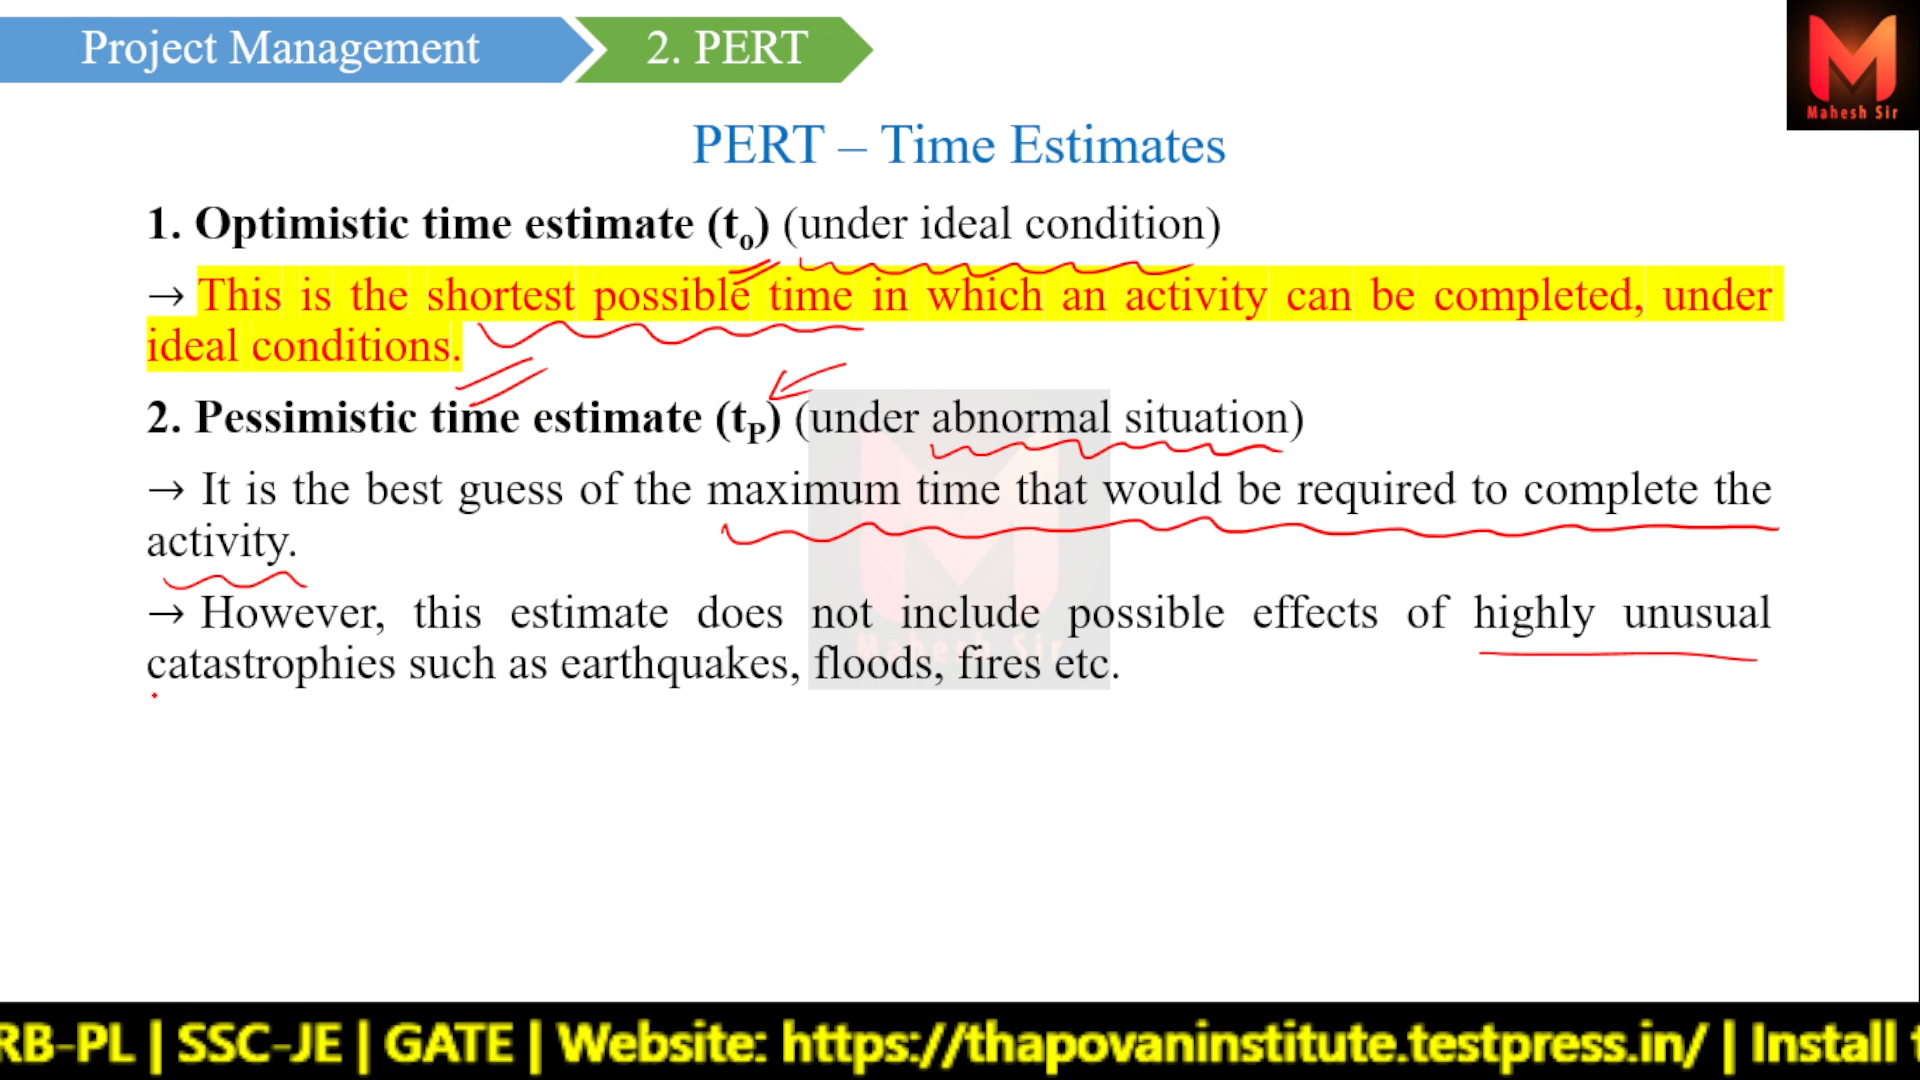 Project Management
2. PERT
Mahesh Sir
PERT – Time Estimates
1. Optimistic time estimate (to) (under ideal condition)
→ This is the shortest possible time in which an activity can be completed, under
ideal conditions.
2. Pessimistic time estimate (tP) (under abnormal situation)
→ It is the best guess of the maximum time that would be required to complete the
activity.
→ However, this estimate does not include possible effects of highly unusual
catastrophies such as earthquakes, floods, fires etc.
Mahesh Sir
RB-PL | SSC-JE | GATE | Website: https://thapovaninstitute.testpress.in/ | Install